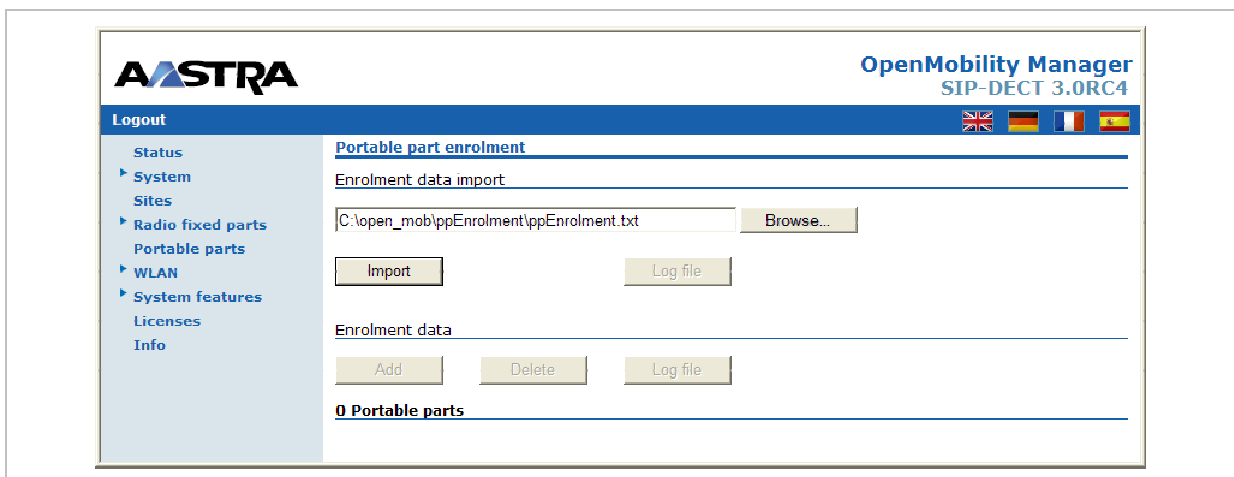 AASTRA
OpenMobility Manager
SIP-DECT 3.0RC4
Logout
Status
System
Sites
Radio fixed parts
Portable parts
WLAN
System features
Licenses
Info
Portable part enrolment
Enrolment data import
C:\open_mob\ppEnrolment\ppEnrolment.txt Browse...
Import Log file
Enrolment data
Add Delete Log file
0 Portable parts